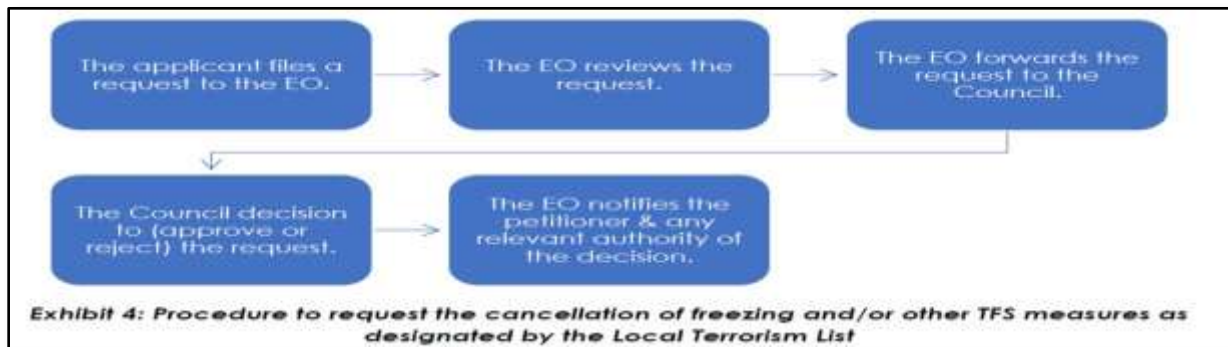 The applicant files a
request to the EO.
The EO reviews the
request.
The EO forwards the
request to the
Council.
The Council decision
to (approve or
reject) the request.
The EO notifies the
petitioner & any
relevant authority of
the decision.
Exhibit 4: Procedure to request the cancellation of freezing and/or other TFS measures as
designated by the Local Terrorism List